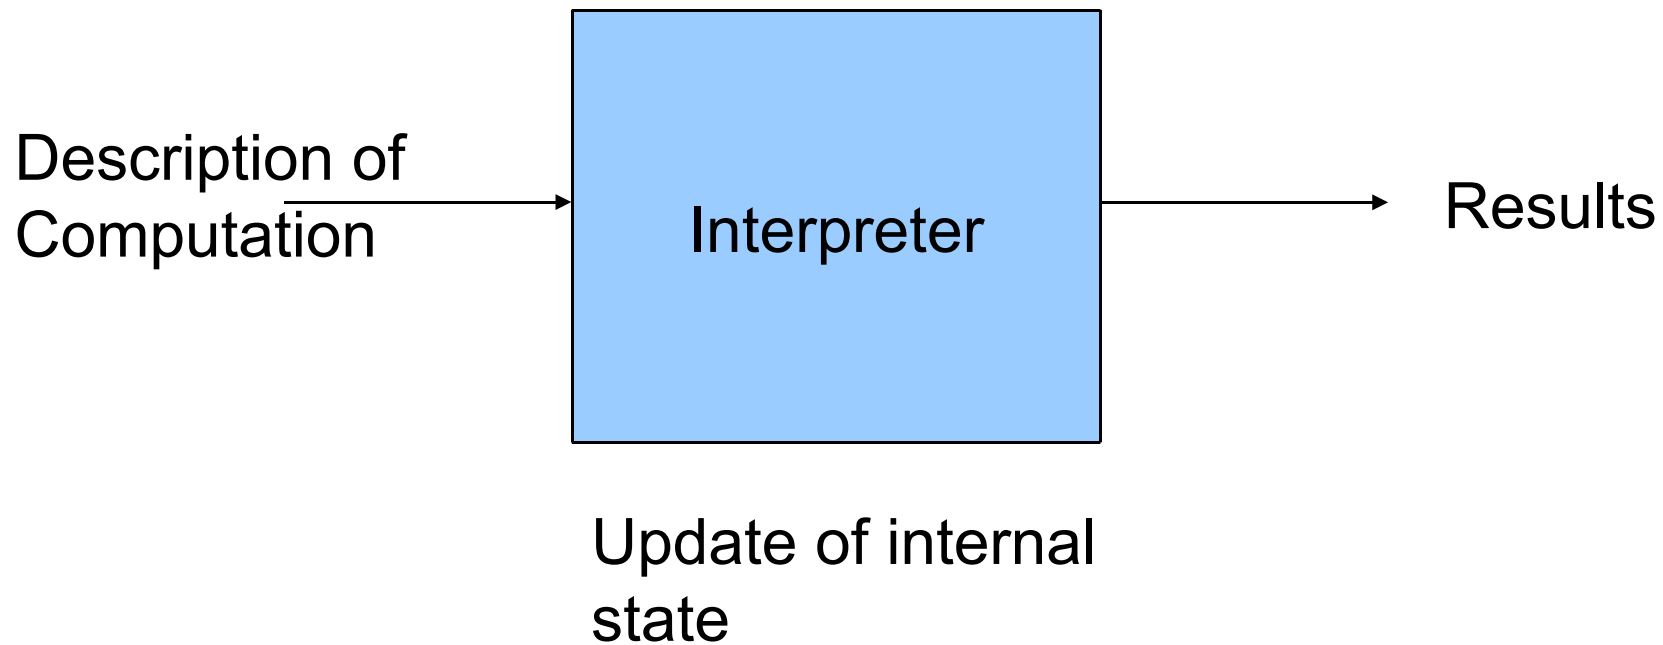 Description of
Computation
Interpreter
Results
Update of internal
state